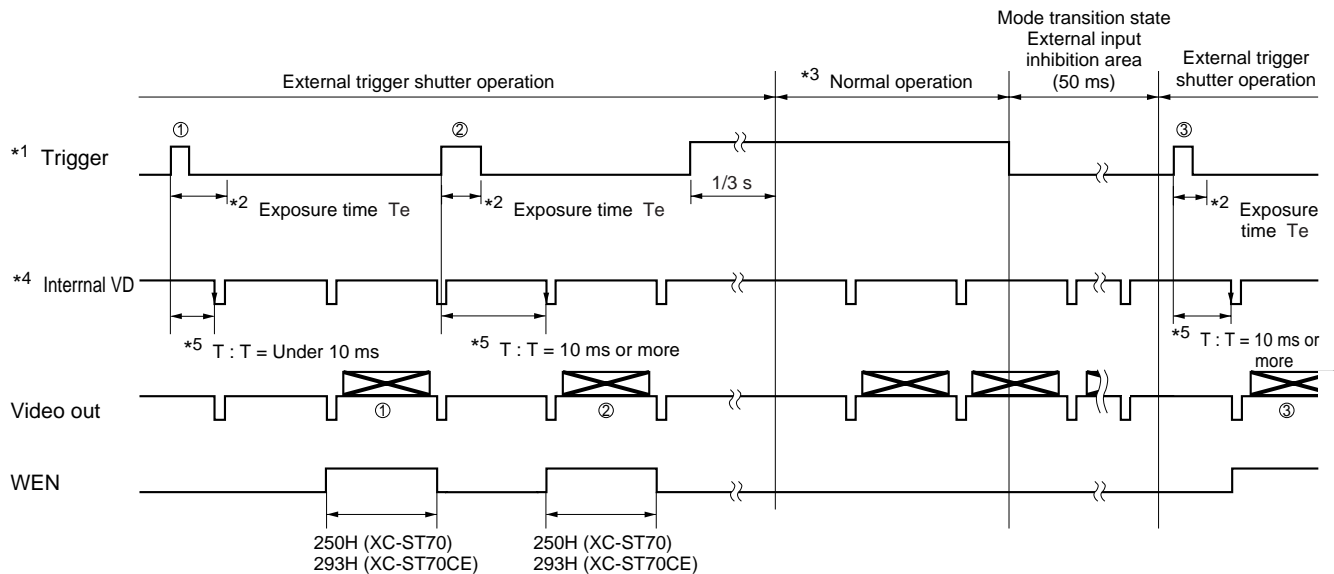 Mode transition state
External input
inhibition area
(50 ms)
External trigger shutter operation
*3 Normal operation
External trigger
shutter operation
① ② ③
*1 Trigger
1/3 s
*2 Exposure time Te
*2 Exposure time Te
*2 Exposure
time Te
*4 Interrnal VD
*5 T : T = Under 10 ms
*5 T : T = 10 ms or more
*5 T : T = 10 ms or
more
Video out
① ② ③
WEN
250H (XC-ST70)
293H (XC-ST70CE)
250H (XC-ST70)
293H (XC-ST70CE)